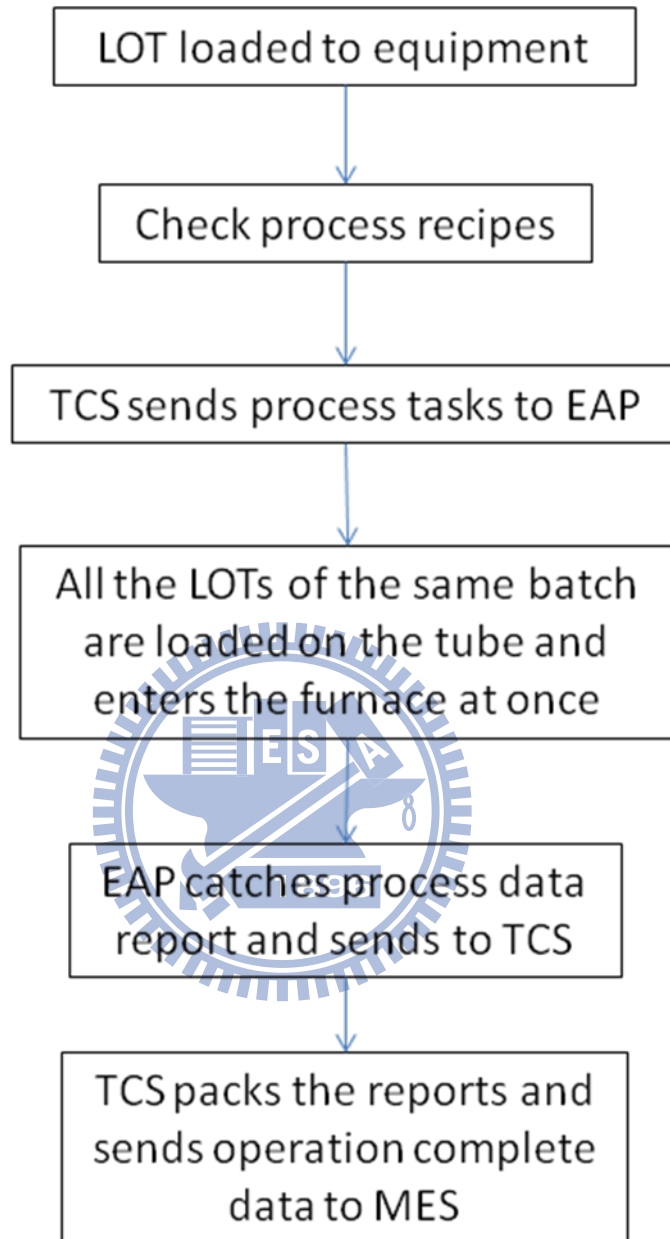 LOT loaded to equipment
Check process recipes
TCS sends process tasks to EAP
All the LOTs of the same batch
are loaded on the tube and
enters the furnace at once
E S A
EAP catches process data
1896
report and sends to TCS
TCS packs the reports and
sends operation complete
data to MES